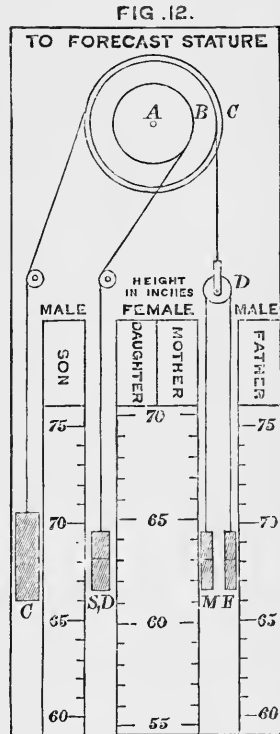 FIG. 12.
TO FORECAST STATURE
A B C
D
HEIGHT
IN INCHES
MALE FEMALE MALE
SON DAUGHTER MOTHER FATHER
75 70 75
70 65 70
C S,D M F
65 60 65
60 55 60